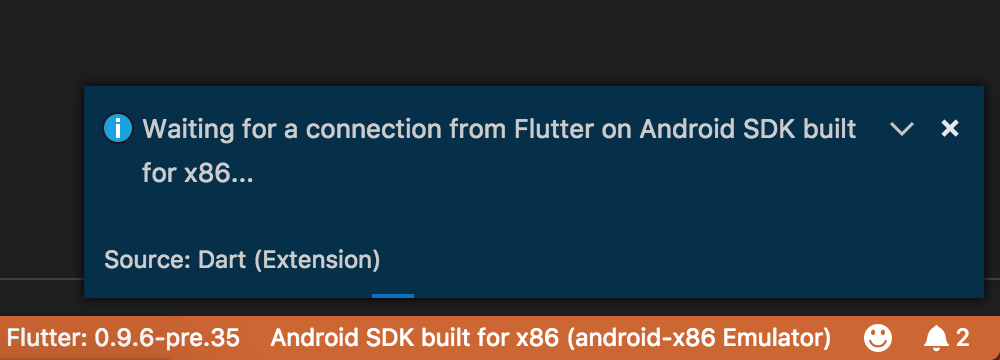 Waiting for a connection from Flutter on Android SDK built
for x86...
Source: Dart (Extension)
Flutter: 0.9.6-pre.35 Android SDK built for x86 (android-x86 Emulator) 2